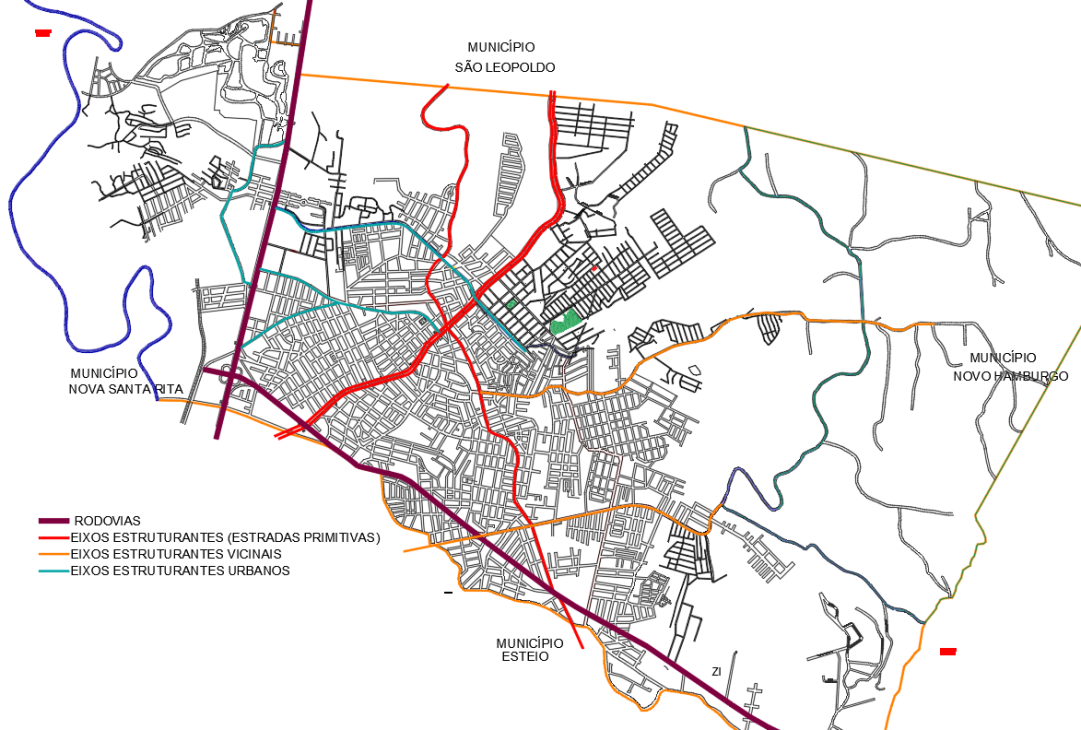 MUNICÍPIO
SÃO LEOPOLDO
MUNICÍPIO
NOVO HAMBURGO
MUNICÍPIO
NOVA SANTA RITA
RODOVIAS
EIXOS ESTRUTURANTES (ESTRADAS PRIMITIVAS)
EIXOS ESTRUTURANTES VICINAIS
EIXOS ESTRUTURANTES URBANOS
MUNICÍPIO
ESTEIO
ZI